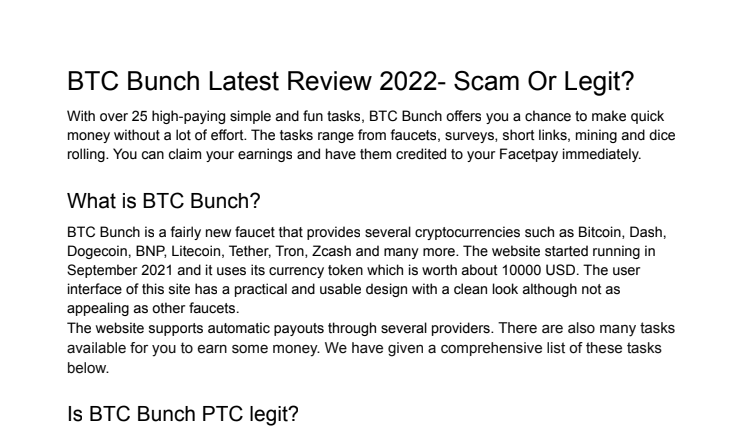 BTC Bunch Latest Review 2022- Scam Or Legit?
With over 25 high-paying simple and fun tasks, BTC Bunch offers you a chance to make quick
money without a lot of effort. The tasks range from faucets, surveys, short links, mining and dice
rolling. You can claim your earnings and have them credited to your Facetpay immediately.
What is BTC Bunch?
BTC Bunch is a fairly new faucet that provides several cryptocurrencies such as Bitcoin, Dash,
Dogecoin, BNP, Litecoin, Tether, Tron, Zcash and many more. The website started running in
September 2021 and it uses its currency token which is worth about 10000 USD. The user
interface of this site has a practical and usable design with a clean look although not as
appealing as other faucets.
The website supports automatic payouts through several providers. There are also many tasks
available for you to earn some money. We have given a comprehensive list of these tasks
below.
Is BTC Bunch PTC legit?